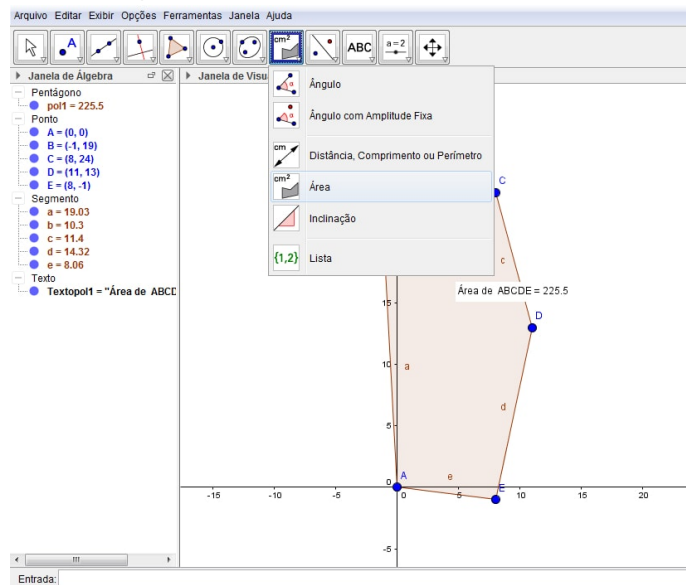 Arquivo Editar Exibir Opções Ferramentas Janela Ajuda
A
cm²
ABC
a=2
Janela de Álgebra
Janela de Visu
Pentágono
pol1 = 225.5
Ponto
A = (0, 0)
B = (-1, 19)
C = (8, 24)
D = (11, 13)
E = (8, -1)
Segmento
a = 19.03
b = 10.3
c = 11.4
d = 14.32
e = 8.06
Texto
Textopol1 = "Área de ABCD
α Ângulo
α Ângulo com Amplitude Fixa
cm Distância, Comprimento ou Perímetro
cm² Área
Inclinação
{1,2} Lista
C
c
Área de ABCDE = 225.5
15
D
10
a
d
5
A
0
e
E
-15 -10 -5 0 5 10 15 20
-5
Entrada: